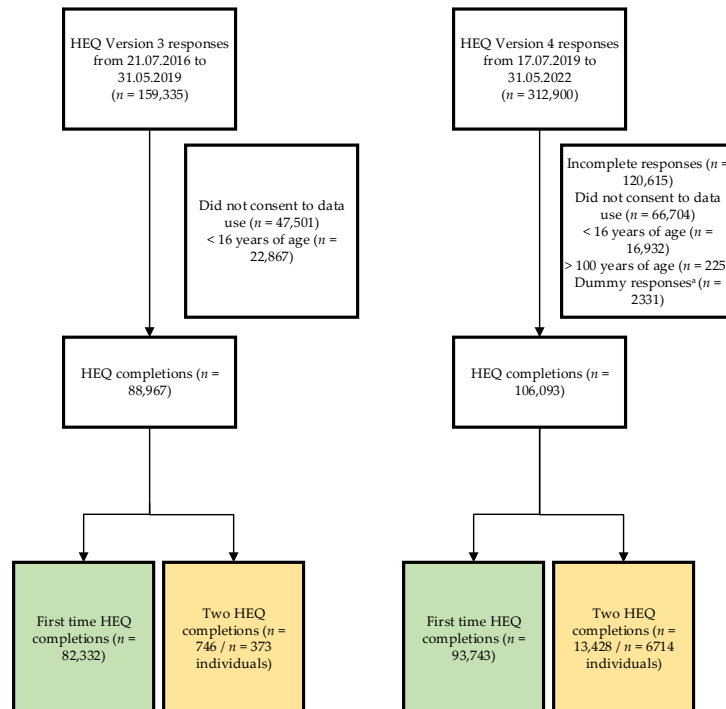 HEQ Version 3 responses
from 21.07.2016 to
31.05.2019
(n = 159,335)
HEQ Version 4 responses
from 17.07.2019 to
31.05.2022
(n = 312,900)
Did not consent to data
use (n = 47,501)
< 16 years of age (n =
22,867)
Incomplete responses (n =
120,615)
Did not consent to data
use (n = 66,704)
< 16 years of age (n =
16,932)
> 100 years of age (n = 225
Dummy responsesᵃ (n =
2331)
HEQ completions (n =
88,967)
HEQ completions (n =
106,093)
First time HEQ
completions (n =
82,332)
Two HEQ
completions (n =
746 / n = 373
individuals)
First time HEQ
completions (n =
93,743)
Two HEQ
completions (n =
13,428 / n = 6714
individuals)